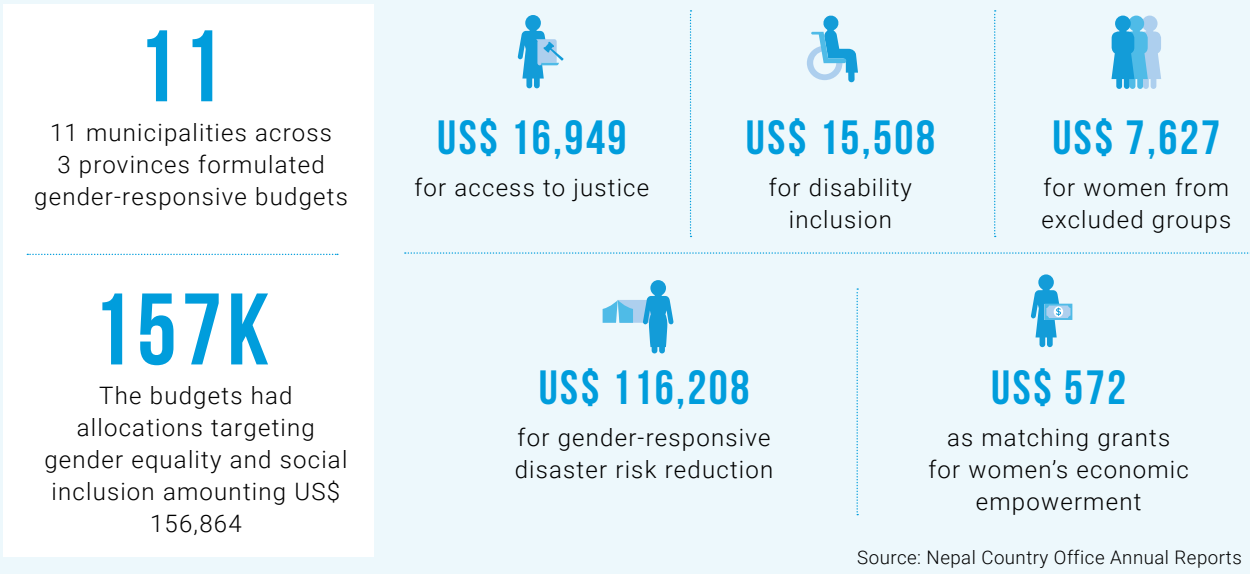 11
11 municipalities across
3 provinces formulated
gender-responsive budgets
157K
The budgets had
allocations targeting
gender equality and social
inclusion amounting US$
156,864
US$ 16,949
for access to justice
US$ 15,508
for disability
inclusion
US$ 7,627
for women from
excluded groups
US$ 116,208
for gender-responsive
disaster risk reduction
$
US$ 572
as matching grants
for women’s economic
empowerment
Source: Nepal Country Office Annual Reports